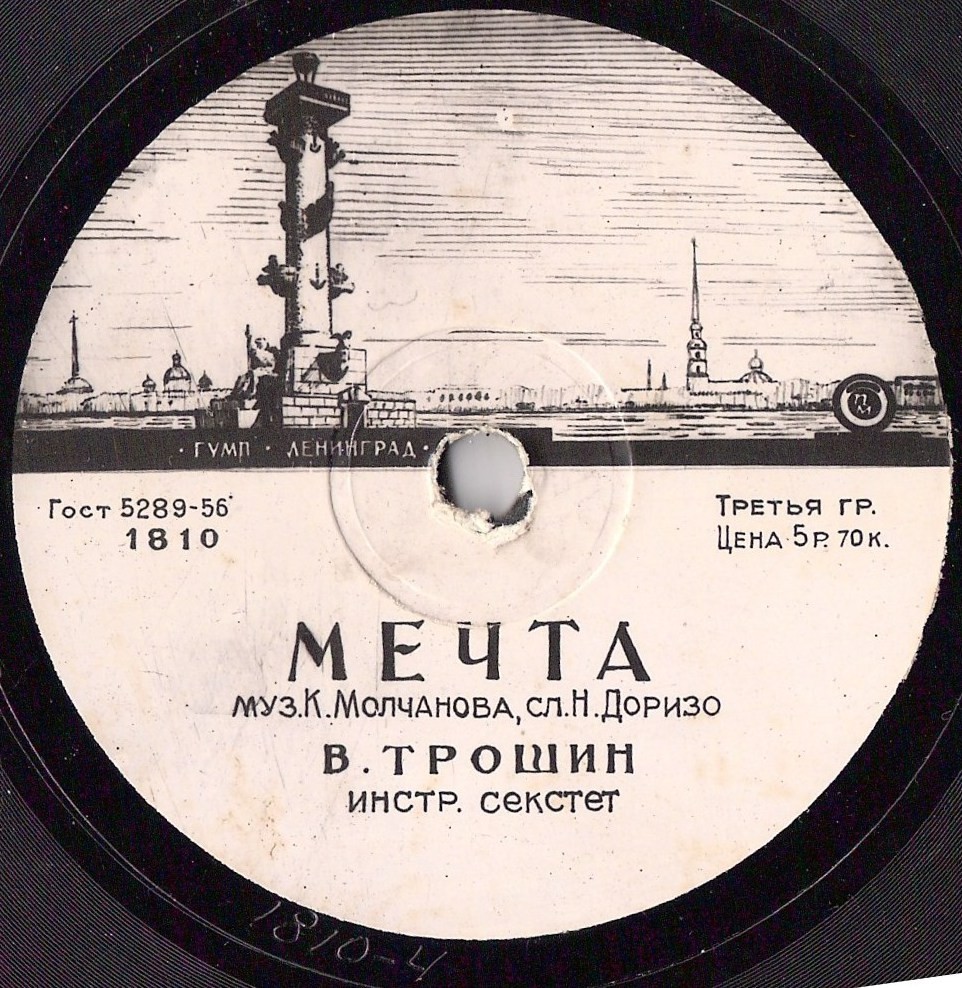 · ГУМП · ЛЕНИНГРАД ·
ПМ
Гост 5289-56
1810
ТРЕТЬЯ ГР.
ЦЕНА 5Р. 70К.
МЕЧТА
МУЗ.К.МОЛЧАНОВА, СЛ.Н.ДОРИЗО
В. ТРОШИН
ИНСТР. СЕКСТЕТ
1810-4